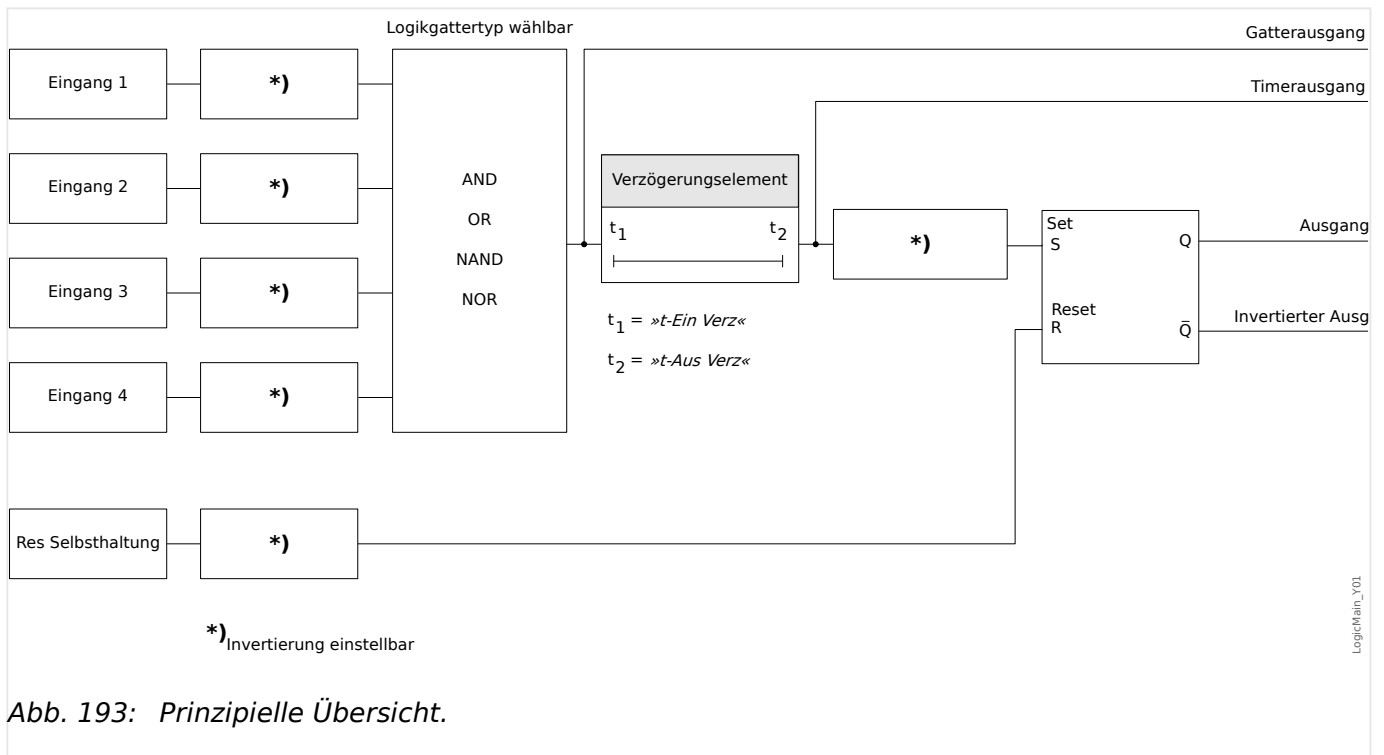 Logikgattertyp wählbar
Gatterausgang
Timerausgang
Eingang 1
*)
Eingang 2
*)
AND
OR
NAND
NOR
Verzögerungselement
t1
t2
*)
Set
S
Q
Ausgang
Eingang 3
*)
Reset
R
Q̅
Invertierter Ausg
t1 = »t-Ein Verz«
t2 = »t-Aus Verz«
Eingang 4
*)
Res Selbsthaltung
*)
*)Invertierung einstellbar
LogicMain_Y01
Abb. 193: Prinzipielle Übersicht.